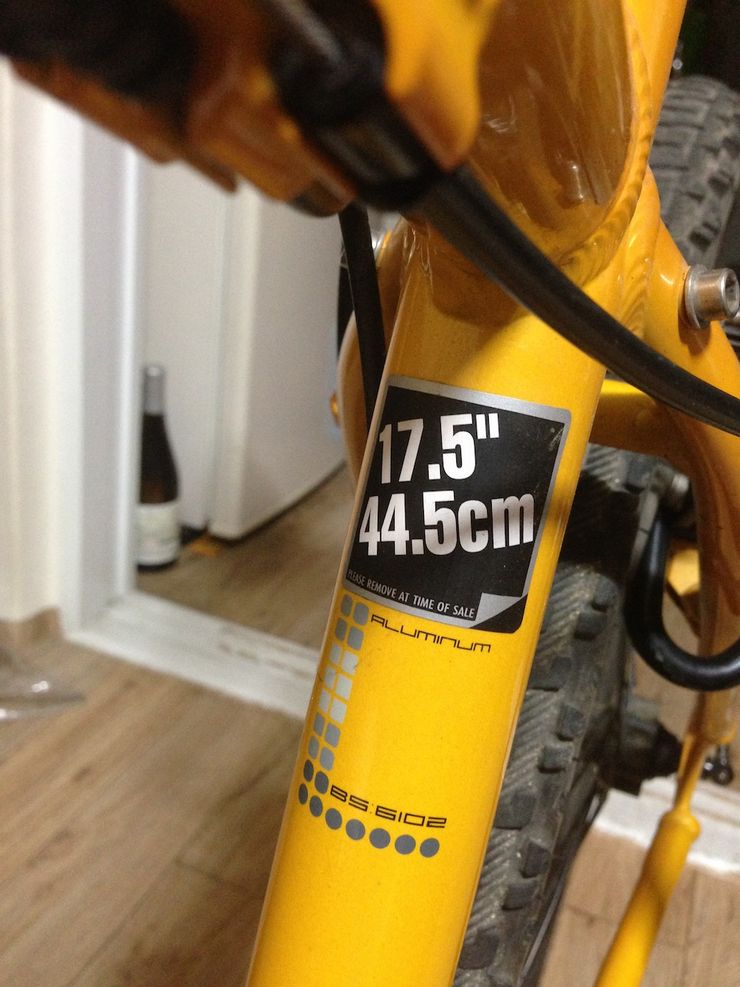 17.5"
44.5cm
PLEASE REMOVE AT TIME OF SALE
ALUMINUM
BS:6102